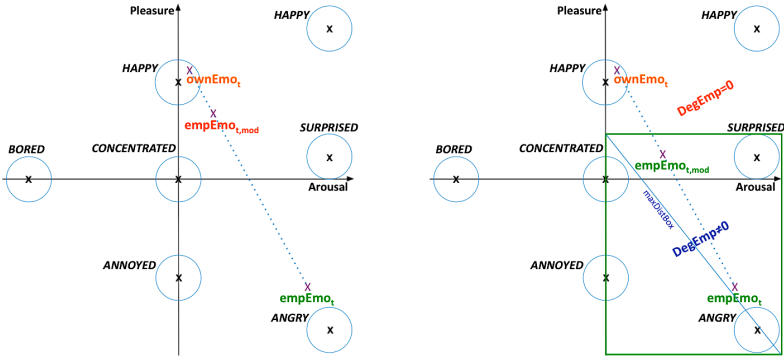 Pleasure
HAPPY
x
HAPPY
x
X
ownEmo_t
X
empEmo_t,mod
SURPRISED
x
BORED
x
CONCENTRATED
x
Arousal
ANNOYED
x
X
empEmo_t
ANGRY
x
Pleasure
HAPPY
x
HAPPY
x
X
ownEmo_t
DegEmp=0
SURPRISED
x
BORED
x
CONCENTRATED
x
X
empEmo_t,mod
Arousal
maxDistBox
DegEmp≠0
ANNOYED
x
X
empEmo_t
ANGRY
x